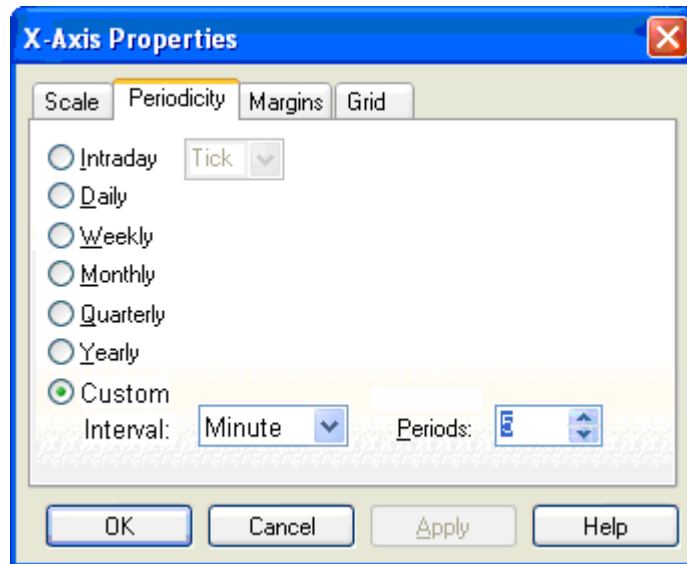 X-Axis Properties
Scale Periodicity Margins Grid
Intraday Tick
Daily
Weekly
Monthly
Quarterly
Yearly
Custom
Interval: Minute Periods: 5
OK Cancel Apply Help